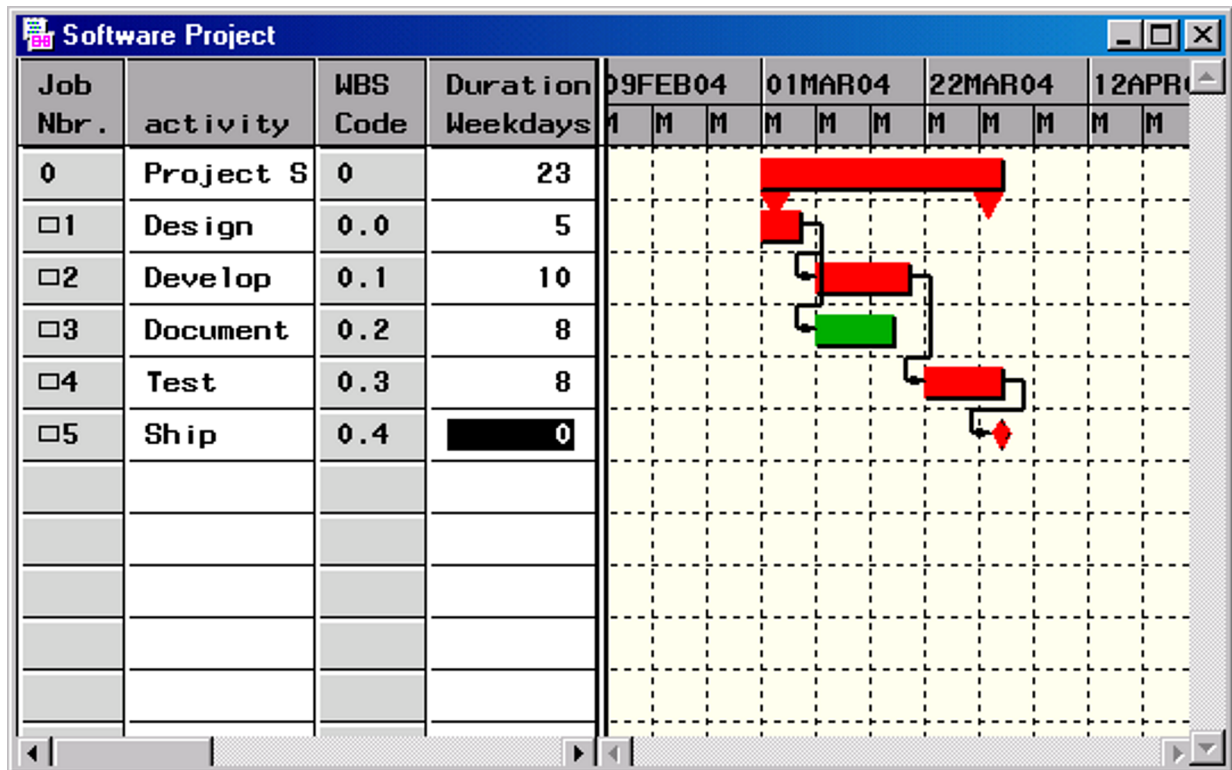 Software Project
Job Nbr. activity WBS Code Duration Weekdays
09FEB04 01MAR04 22MAR04 12APR
M M M M M M M M M M M
0 Project S 0 23
1 Design 0.0 5
2 Develop 0.1 10
3 Document 0.2 8
4 Test 0.3 8
5 Ship 0.4 0